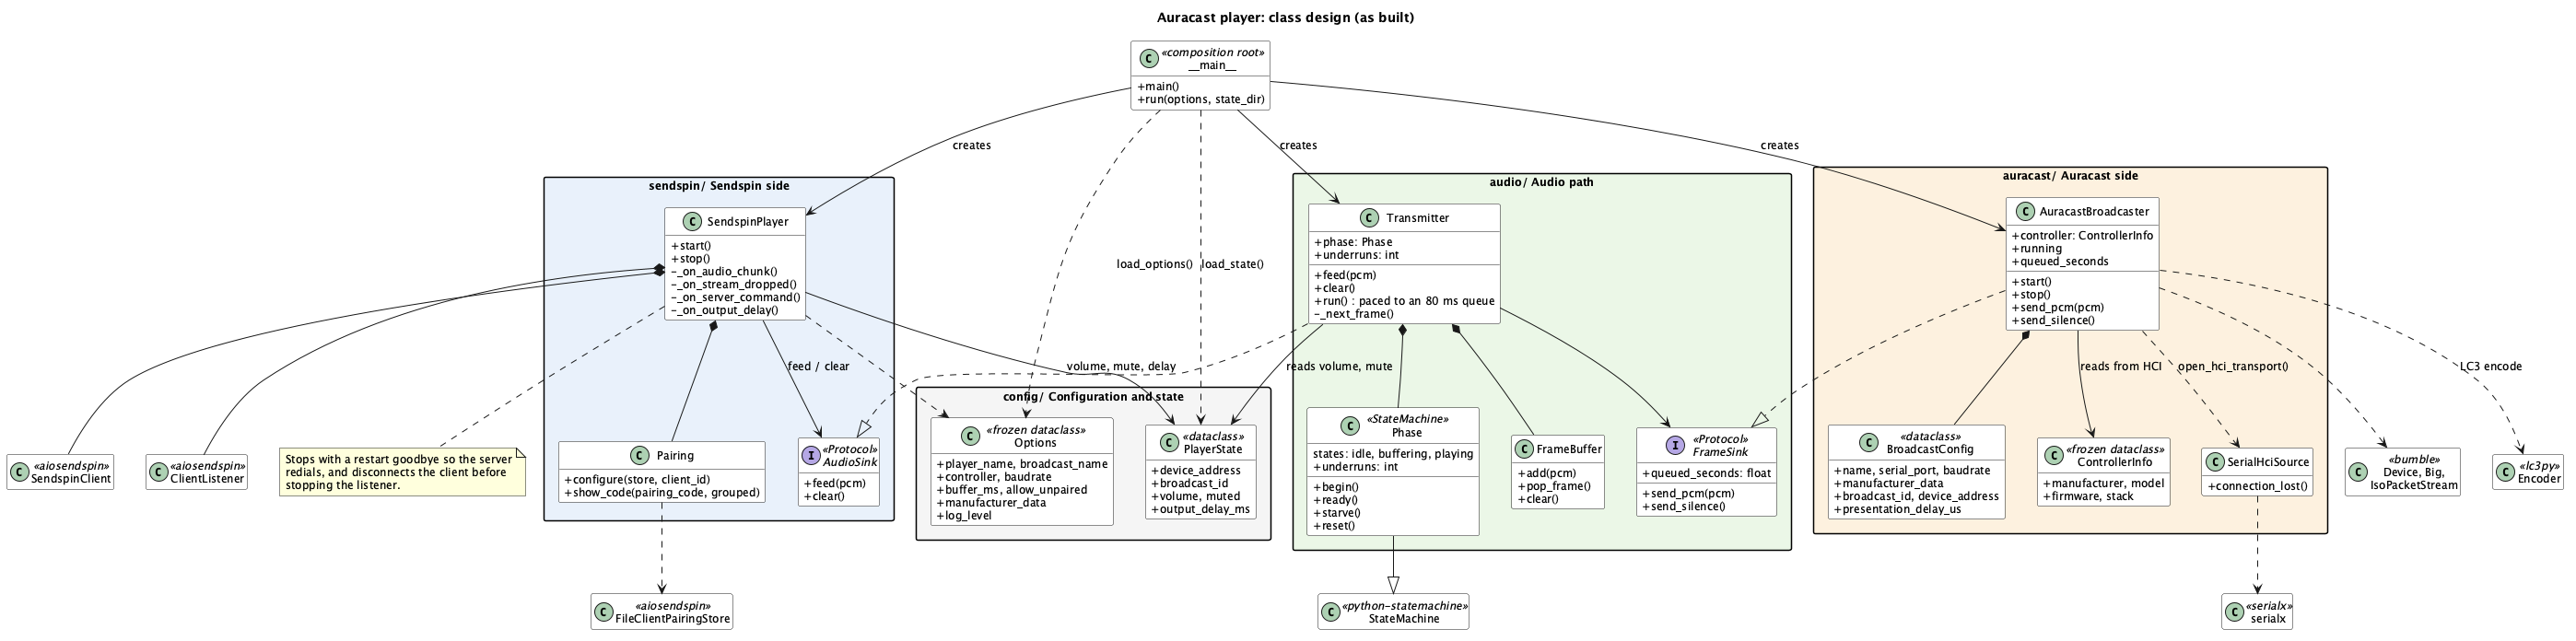 Auracast player: class design (as built)
C «composition root»
__main__
+main()
+run(options, state_dir)
creates
creates
creates
load_options()
load_state()
sendspin/ Sendspin side
C SendspinPlayer
+start()
+stop()
-_on_audio_chunk()
-_on_stream_dropped()
-_on_server_command()
-_on_output_delay()
feed / clear
volume, mute, delay
audio/ Audio path
C Transmitter
+phase: Phase
+underruns: int
+feed(pcm)
+clear()
+run() : paced to an 80 ms queue
-_next_frame()
reads volume, mute
auracast/ Auracast side
C AuracastBroadcaster
+controller: ControllerInfo
+running
+queued_seconds
+start()
+stop()
+send_pcm(pcm)
+send_silence()
reads from HCI
open_hci_transport()
LC3 encode
C «aiosendspin»
SendspinClient
C «aiosendspin»
ClientListener
Stops with a restart goodbye so the server
redials, and disconnects the client before
stopping the listener.
C Pairing
+configure(store, client_id)
+show_code(pairing_code, grouped)
I «Protocol»
AudioSink
+feed(pcm)
+clear()
config/ Configuration and state
C «frozen dataclass»
Options
+player_name, broadcast_name
+controller, baudrate
+buffer_ms, allow_unpaired
+manufacturer_data
+log_level
C «dataclass»
PlayerState
+device_address
+broadcast_id
+volume, muted
+output_delay_ms
C «StateMachine»
Phase
states: idle, buffering, playing
+underruns: int
+begin()
+ready()
+starve()
+reset()
C FrameBuffer
+add(pcm)
+pop_frame()
+clear()
I «Protocol»
FrameSink
+queued_seconds: float
+send_pcm(pcm)
+send_silence()
C «dataclass»
BroadcastConfig
+name, serial_port, baudrate
+manufacturer_data
+broadcast_id, device_address
+presentation_delay_us
C «frozen dataclass»
ControllerInfo
+manufacturer, model
+firmware, stack
C SerialHciSource
+connection_lost()
C «bumble»
Device, Big,
IsoPacketStream
C «lc3py»
Encoder
C «aiosendspin»
FileClientPairingStore
C «python-statemachine»
StateMachine
C «serialx»
serialx